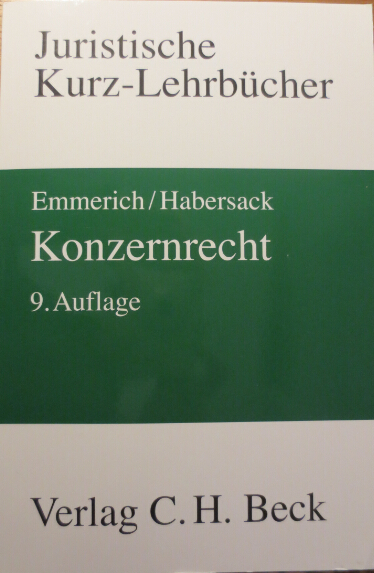 Juristische
Kurz-Lehrbücher
Emmerich/Habersack
Konzernrecht
9. Auflage
Verlag C. H. Beck